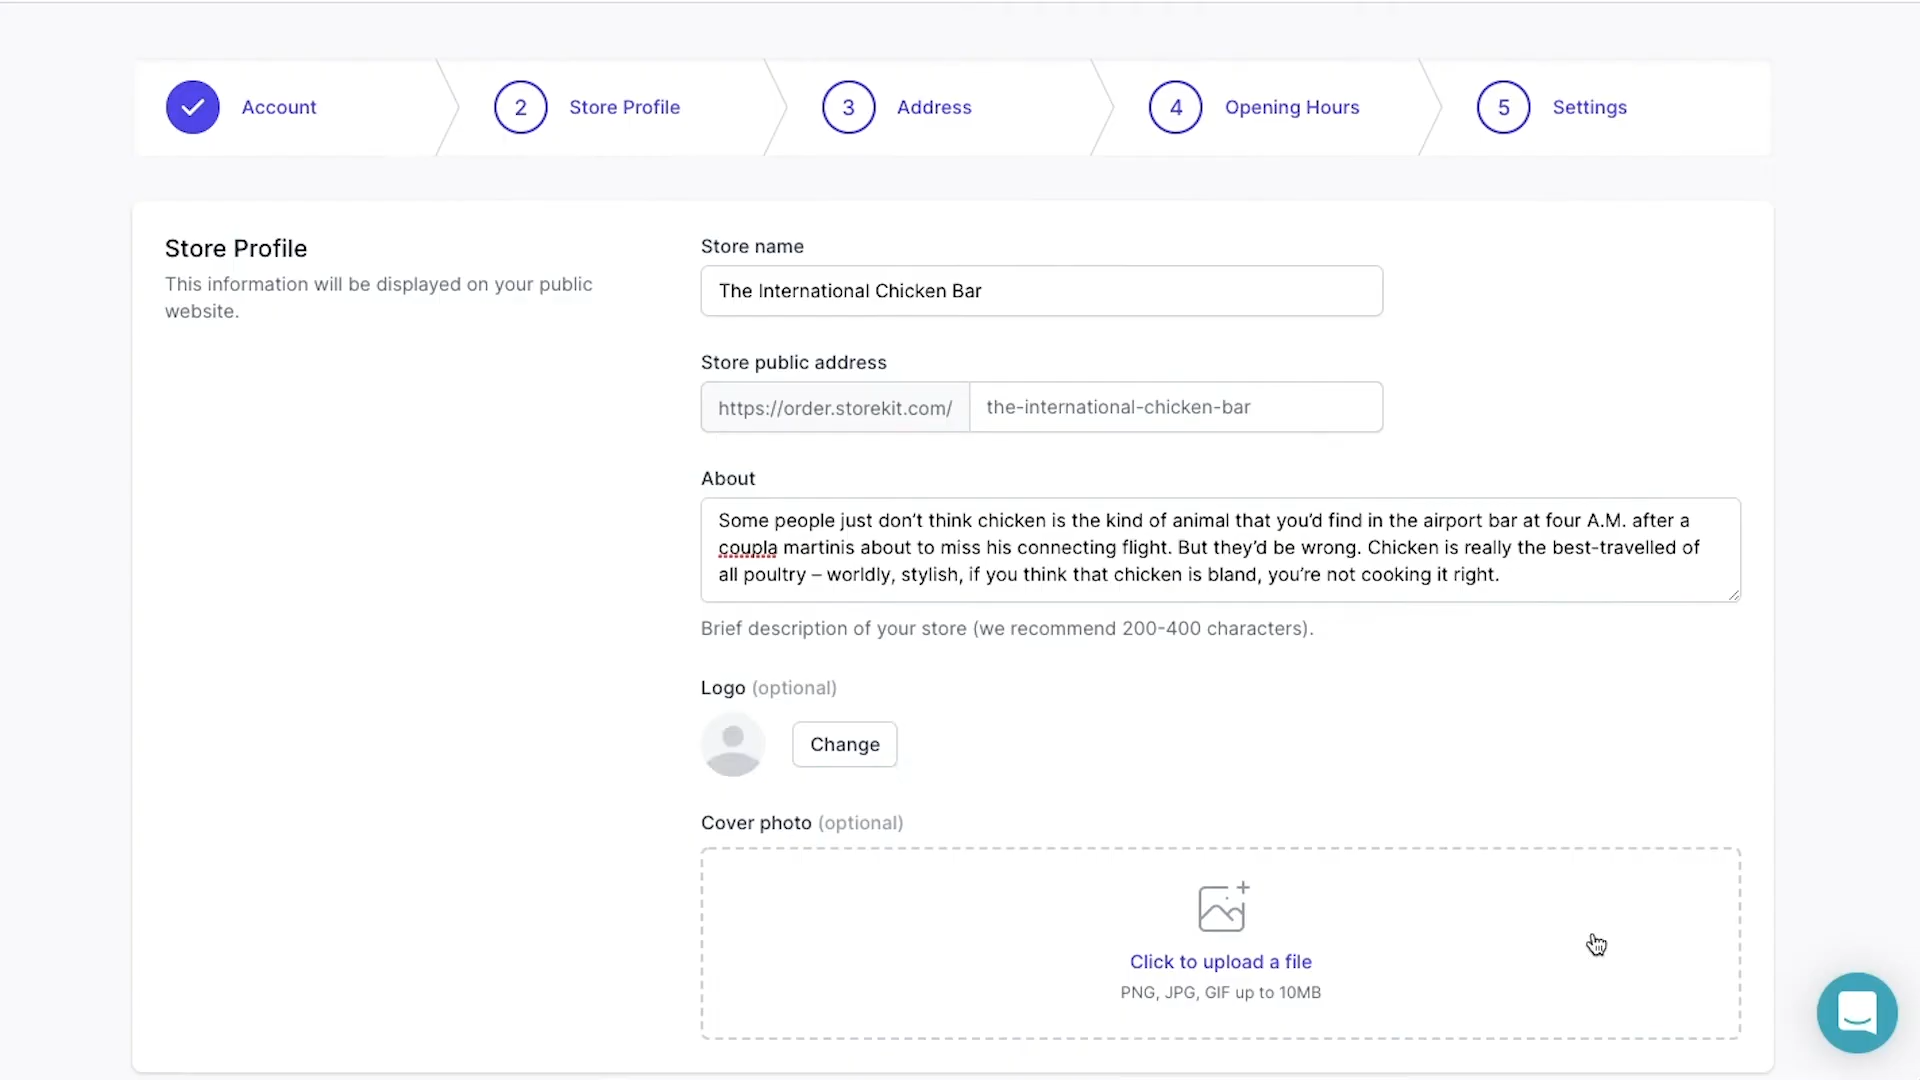 Account
2 Store Profile
3 Address
4 Opening Hours
5 Settings
Store Profile
This information will be displayed on your public
website.
Store name
The International Chicken Bar
Store public address
https://order.storekit.com/ the-international-chicken-bar
About
Some people just don’t think chicken is the kind of animal that you’d find in the airport bar at four A.M. after a
coupla martinis about to miss his connecting flight. But they’d be wrong. Chicken is really the best-travelled of
all poultry – worldly, stylish, if you think that chicken is bland, you’re not cooking it right.
Brief description of your store (we recommend 200-400 characters).
Logo (optional)
Change
Cover photo (optional)
Click to upload a file
PNG, JPG, GIF up to 10MB